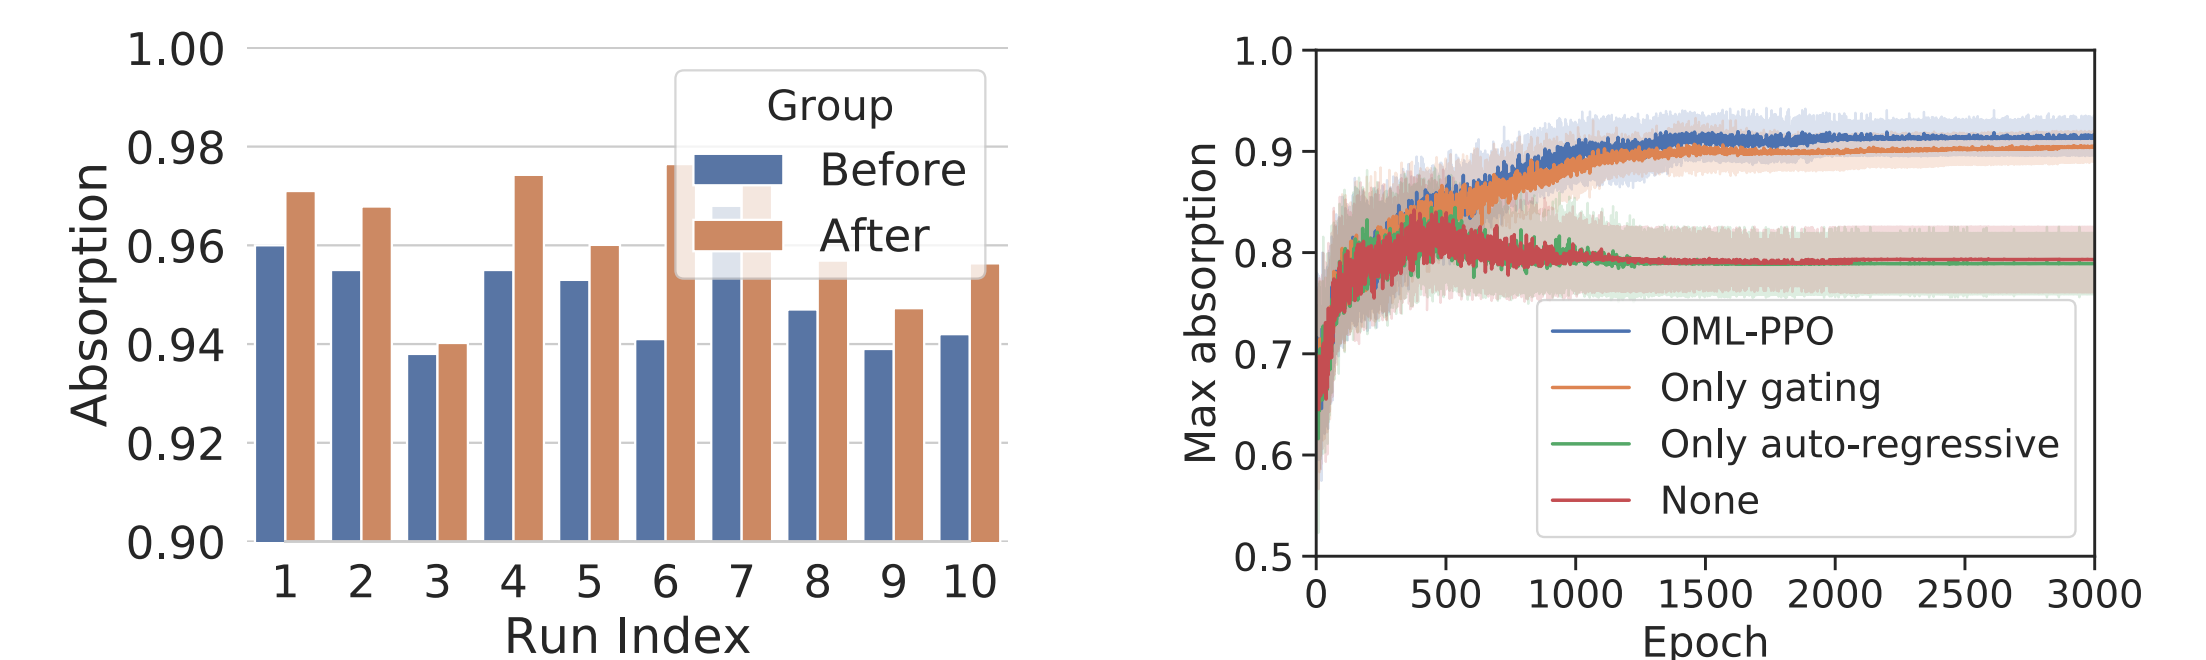 1.00
0.98
0.96
0.94
0.92
0.90
Absorption
Group
Before
After
1 2 3 4 5 6 7 8 9 10
Run Index
1.0
0.9
0.8
0.7
0.6
0.5
Max absorption
OML-PPO
Only gating
Only auto-regressive
None
0 500 1000 1500 2000 2500 3000
Epoch